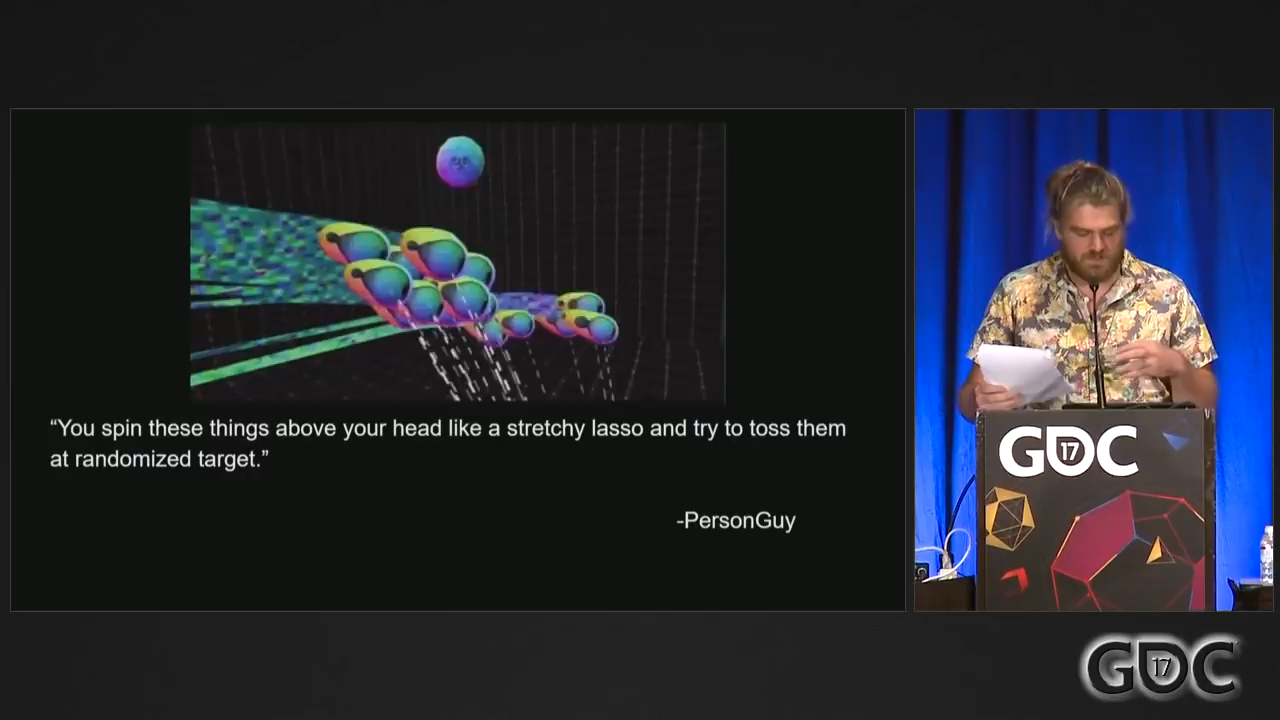 “You spin these things above your head like a stretchy lasso and try to toss them
at randomized target.”
-PersonGuy
GDC
17
GDC
17